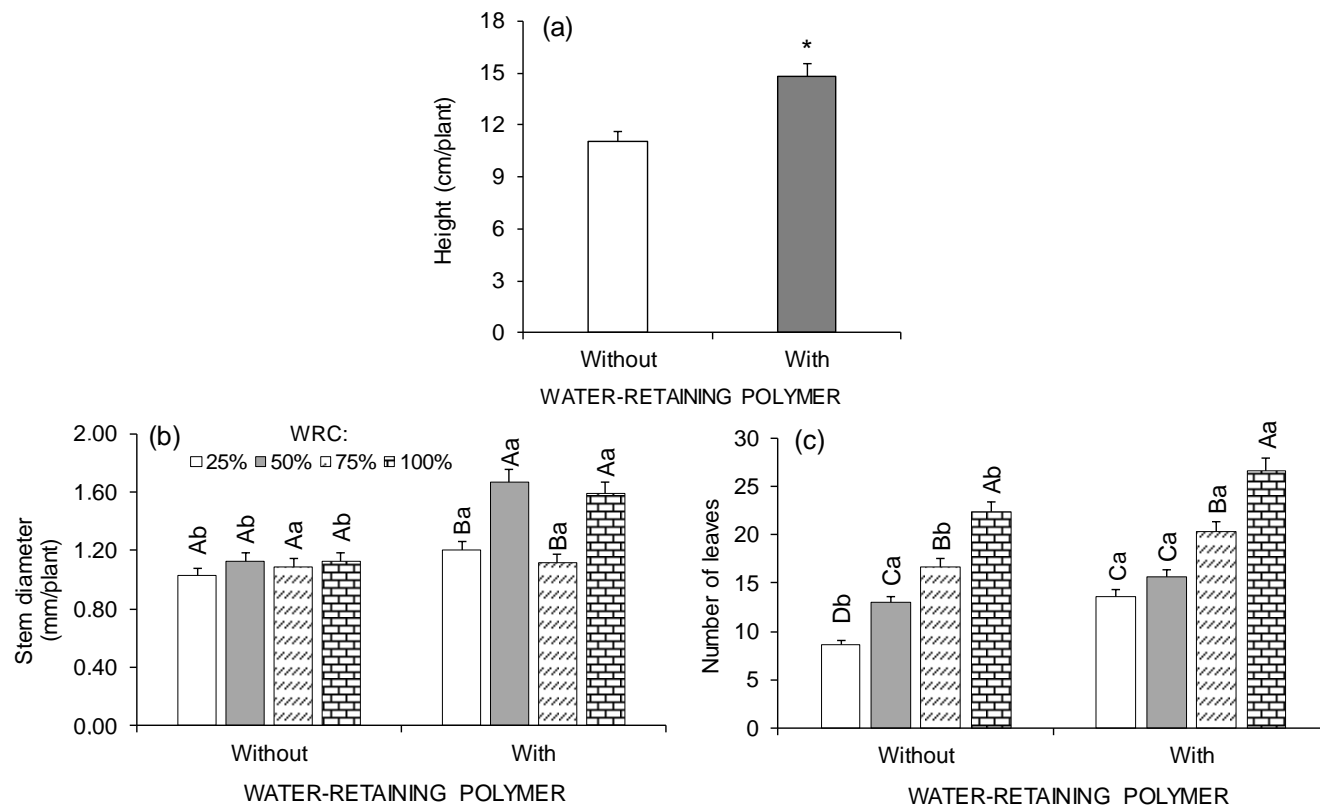 (a)
Height (cm/plant)
18
15
12
9
6
3
0
*
Without
With
WATER-RETAINING POLYMER
(b)
Stem diameter
(mm/plant)
2.00
1.60
1.20
0.80
0.40
0.00
WRC:
25% 50% 75% 100%
Ab Ab Aa Ab
Ba Aa Ba Aa
Without
With
WATER-RETAINING POLYMER
(c)
Number of leaves
30
25
20
15
10
5
0
Db Ca Bb Ab
Ca Ca Ba Aa
Without
With
WATER-RETAINING POLYMER